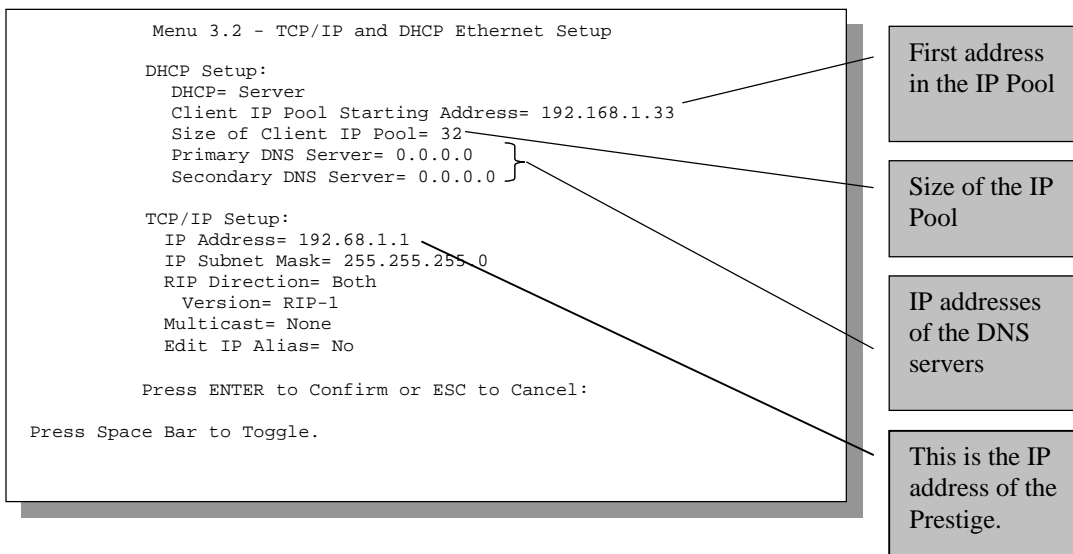 Menu 3.2 - TCP/IP and DHCP Ethernet Setup
DHCP Setup:
DHCP= Server
Client IP Pool Starting Address= 192.168.1.33
Size of Client IP Pool= 32
Primary DNS Server= 0.0.0.0
Secondary DNS Server= 0.0.0.0
TCP/IP Setup:
IP Address= 192.68.1.1
IP Subnet Mask= 255.255.255.0
RIP Direction= Both
Version= RIP-1
Multicast= None
Edit IP Alias= No
Press ENTER to Confirm or ESC to Cancel:
Press Space Bar to Toggle.
First address
in the IP Pool
Size of the IP
Pool
IP addresses
of the DNS
servers
This is the IP
address of the
Prestige.